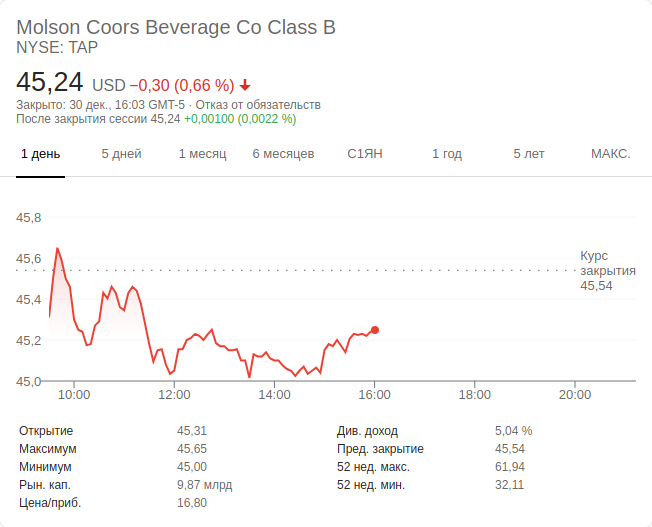 Molson Coors Beverage Co Class B
NYSE: TAP
45,24 USD −0,30 (0,66 %)
Закрыто: 30 дек., 16:03 GMT-5 · Отказ от обязательств
После закрытия сессии 45,24 +0,00100 (0,0022 %)
1 день 5 дней 1 месяц 6 месяцев С1ЯН 1 год 5 лет МАКС.
45,8
45,6
45,4
45,2
45,0
Курс
закрытия
45,54
10:00 12:00 14:00 16:00 18:00 20:00
Открытие 45,31 Див. доход 5,04 %
Максимум 45,65 Пред. закрытие 45,54
Минимум 45,00 52 нед. макс. 61,94
Рын. кап. 9,87 млрд 52 нед. мин. 32,11
Цена/приб. 16,80